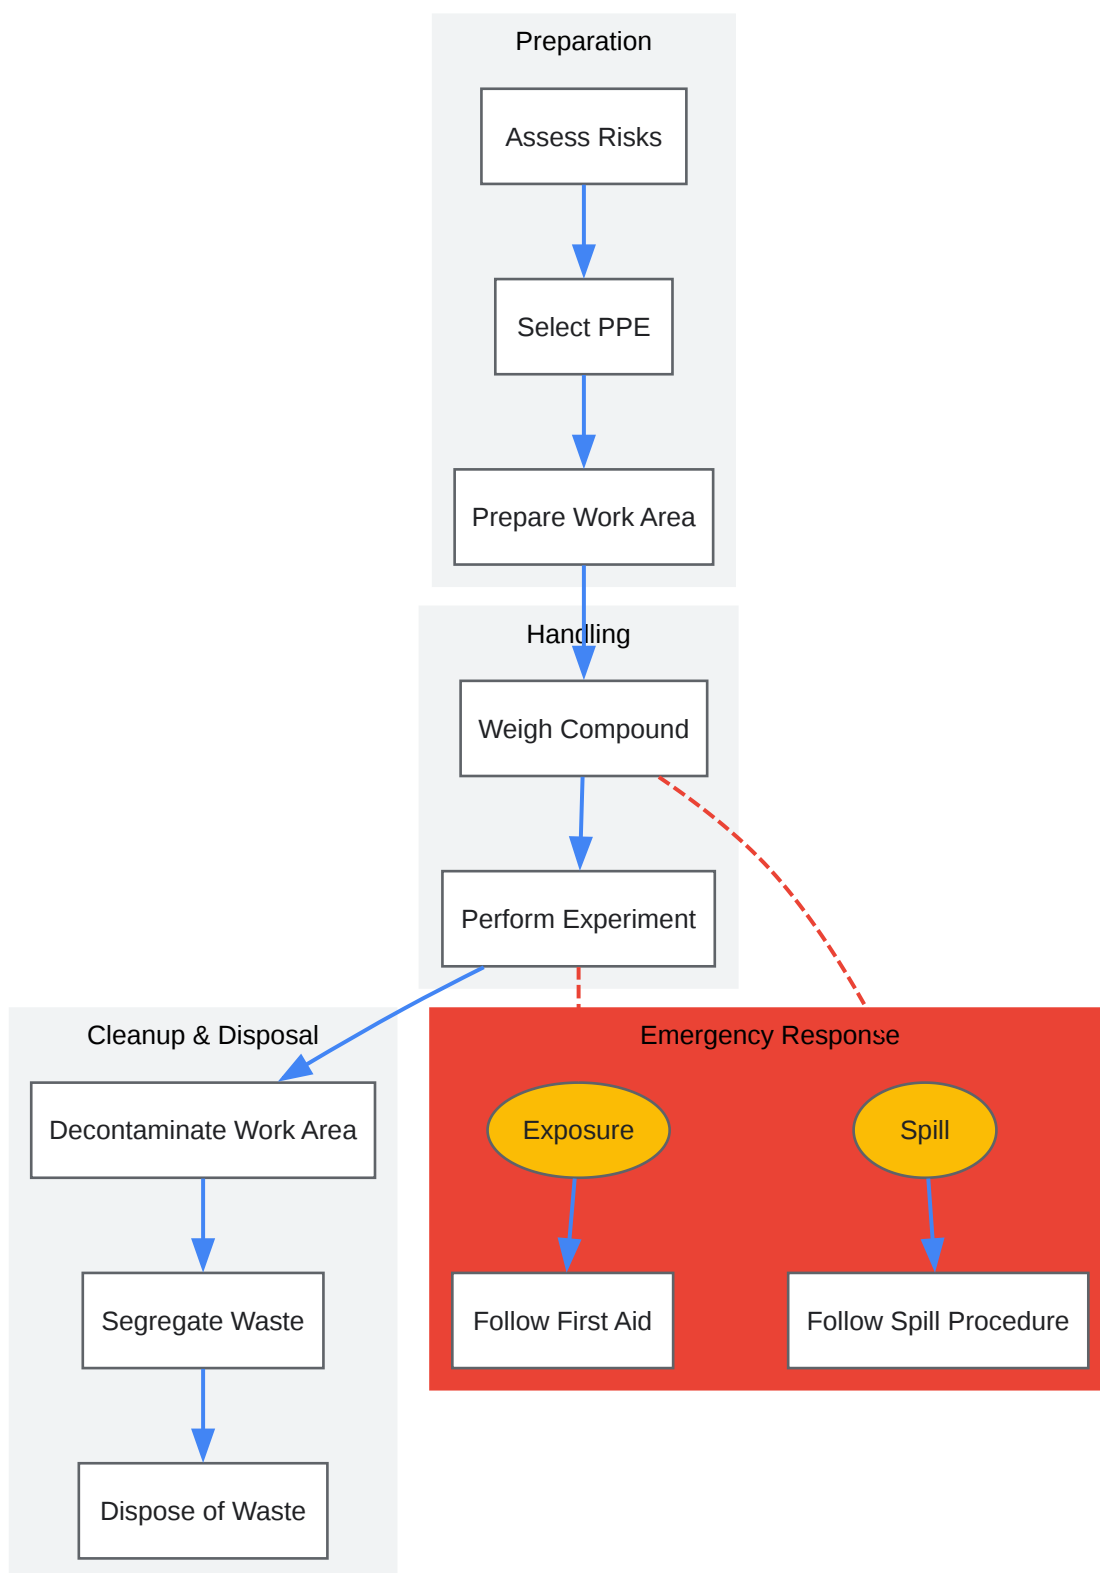 Preparation
Assess Risks
Select PPE
Prepare Work Area
Handling
Weigh Compound
Perform Experiment
Cleanup & Disposal
Decontaminate Work Area
Segregate Waste
Dispose of Waste
Emergency Response
Exposure
Spill
Follow First Aid
Follow Spill Procedure